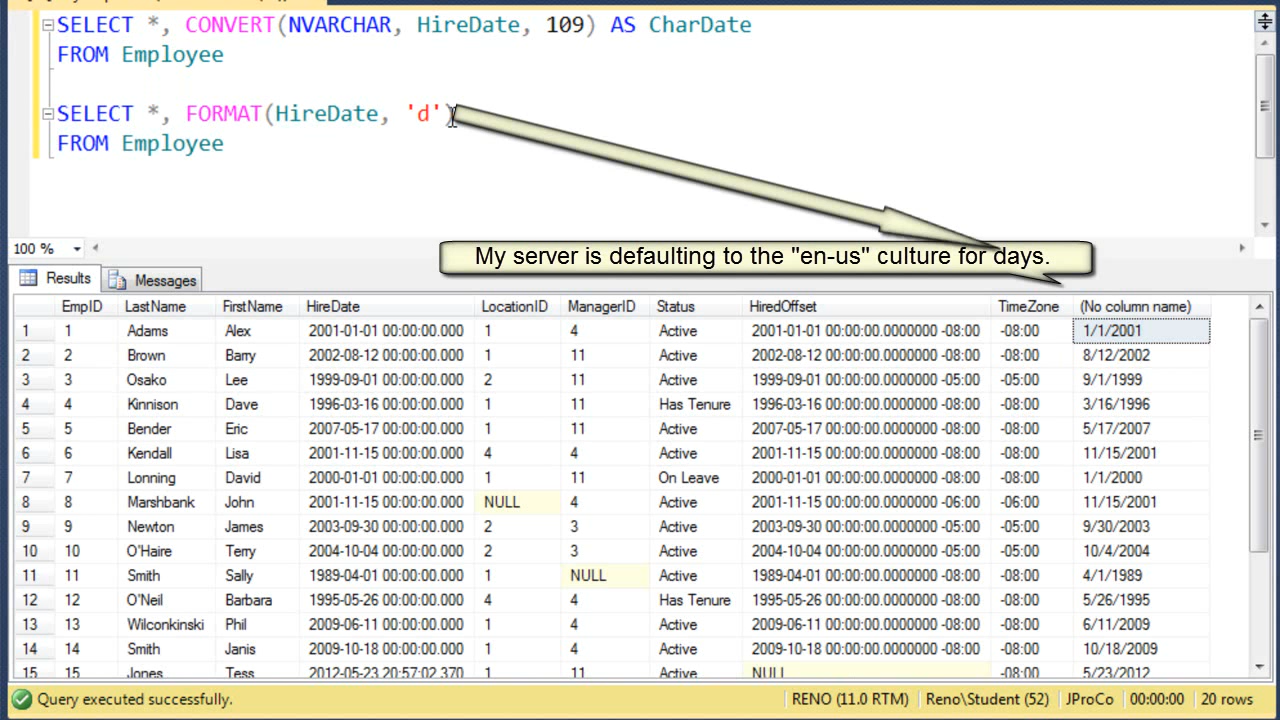 SELECT *, CONVERT(NVARCHAR, HireDate, 109) AS CharDate
FROM Employee
SELECT *, FORMAT(HireDate, 'd')
FROM Employee
100 %
My server is defaulting to the "en-us" culture for days.
Results Messages
EmpID LastName FirstName HireDate LocationID ManagerID Status HiredOffset TimeZone (No column name)
1 1 Adams Alex 2001-01-01 00:00:00.000 1 4 Active 2001-01-01 00:00:00.0000000 -08:00 -08:00 1/1/2001
2 2 Brown Barry 2002-08-12 00:00:00.000 1 11 Active 2002-08-12 00:00:00.0000000 -08:00 -08:00 8/12/2002
3 3 Osako Lee 1999-09-01 00:00:00.000 2 11 Active 1999-09-01 00:00:00.0000000 -05:00 -05:00 9/1/1999
4 4 Kinnison Dave 1996-03-16 00:00:00.000 1 11 Has Tenure 1996-03-16 00:00:00.0000000 -08:00 -08:00 3/16/1996
5 5 Bender Eric 2007-05-17 00:00:00.000 1 11 Active 2007-05-17 00:00:00.0000000 -08:00 -08:00 5/17/2007
6 6 Kendall Lisa 2001-11-15 00:00:00.000 4 4 Active 2001-11-15 00:00:00.0000000 -08:00 -08:00 11/15/2001
7 7 Lonning David 2000-01-01 00:00:00.000 1 11 On Leave 2000-01-01 00:00:00.0000000 -08:00 -08:00 1/1/2000
8 8 Marshbank John 2001-11-15 00:00:00.000 NULL 4 Active 2001-11-15 00:00:00.0000000 -06:00 -06:00 11/15/2001
9 9 Newton James 2003-09-30 00:00:00.000 2 3 Active 2003-09-30 00:00:00.0000000 -05:00 -05:00 9/30/2003
10 10 O'Haire Terry 2004-10-04 00:00:00.000 2 3 Active 2004-10-04 00:00:00.0000000 -05:00 -05:00 10/4/2004
11 11 Smith Sally 1989-04-01 00:00:00.000 1 NULL Active 1989-04-01 00:00:00.0000000 -08:00 -08:00 4/1/1989
12 12 O'Neil Barbara 1995-05-26 00:00:00.000 4 4 Has Tenure 1995-05-26 00:00:00.0000000 -08:00 -08:00 5/26/1995
13 13 Wilconkinski Phil 2009-06-11 00:00:00.000 1 4 Active 2009-06-11 00:00:00.0000000 -08:00 -08:00 6/11/2009
14 14 Smith Janis 2009-10-18 00:00:00.000 1 4 Active 2009-10-18 00:00:00.0000000 -08:00 -08:00 10/18/2009
15 15 Jones Tess 2012-05-23 20:57:02.370 1 11 Active NULL -08:00 5/23/2012
Query executed successfully. RENO (11.0 RTM) Reno\Student (52) JProCo 00:00:00 20 rows